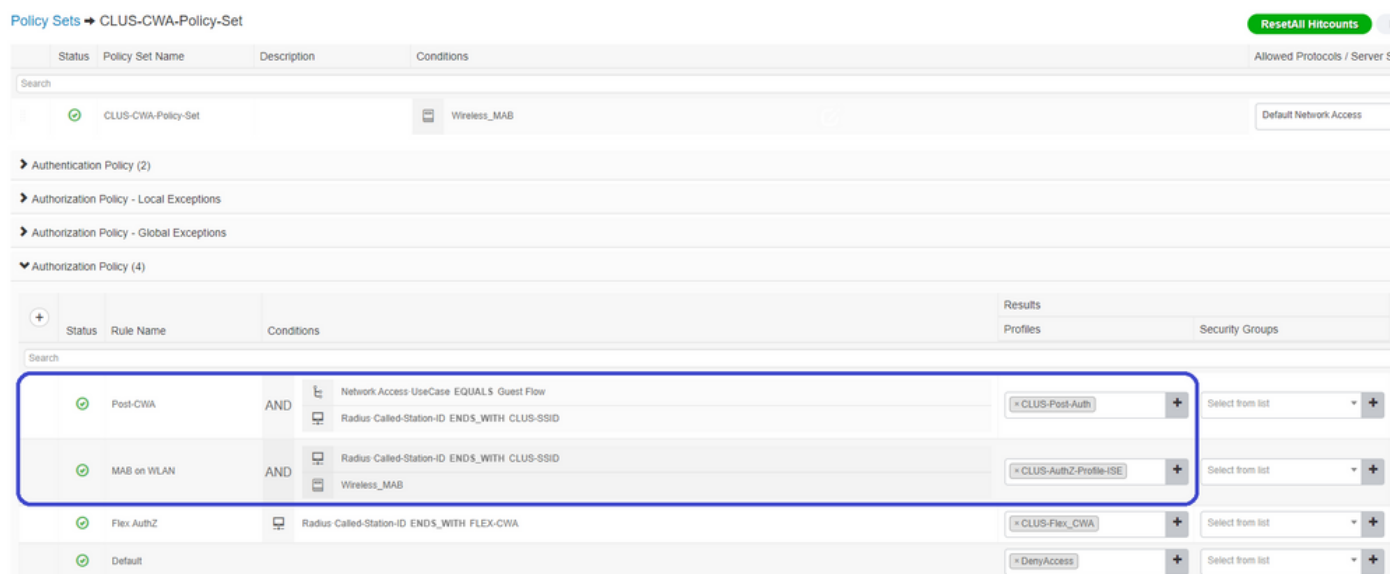 Policy Sets → CLUS-CWA-Policy-Set
ResetAll Hitcounts
Status Policy Set Name Description Conditions Allowed Protocols / Server S
Search
CLUS-CWA-Policy-Set Wireless_MAB Default Network Access
Authentication Policy (2)
Authorization Policy - Local Exceptions
Authorization Policy - Global Exceptions
Authorization Policy (4)
Results
+ Status Rule Name Conditions Profiles Security Groups
Search
Network Access·UseCase EQUALS Guest Flow
Post-CWA AND × CLUS-Post-Auth + Select from list +
Radius·Called-Station-ID ENDS_WITH CLUS-SSID
Radius·Called-Station-ID ENDS_WITH CLUS-SSID
MAB on WLAN AND × CLUS-AuthZ-Profile-ISE + Select from list +
Wireless_MAB
Flex AuthZ Radius·Called-Station-ID ENDS_WITH FLEX-CWA × CLUS-Flex_CWA + Select from list +
Default × DenyAccess + Select from list +